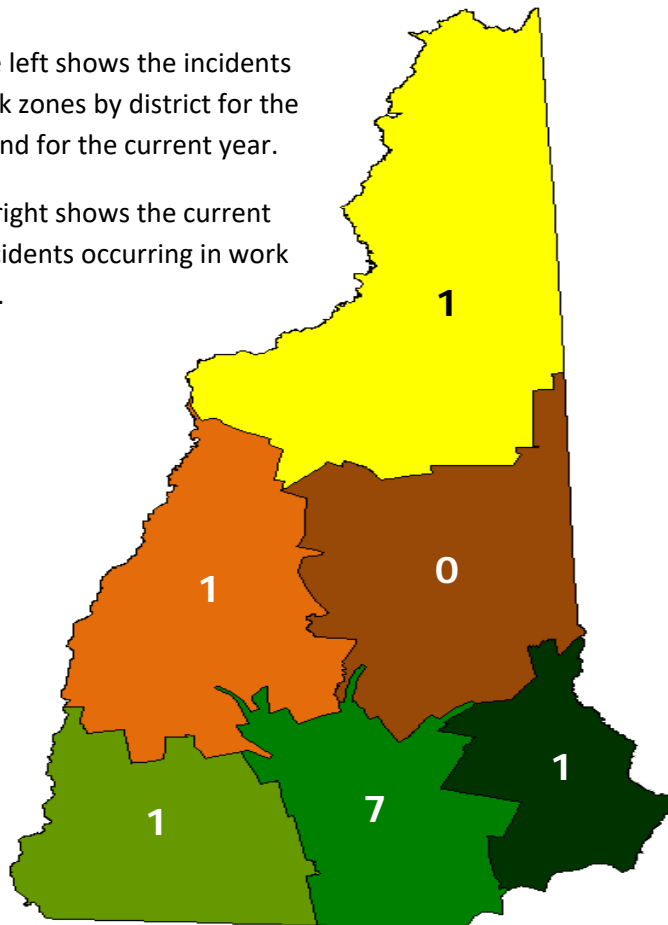 e left shows the incidents
k zones by district for the
nd for the current year.
right shows the current
cidents occurring in work
.
1
0
1
1
7
1